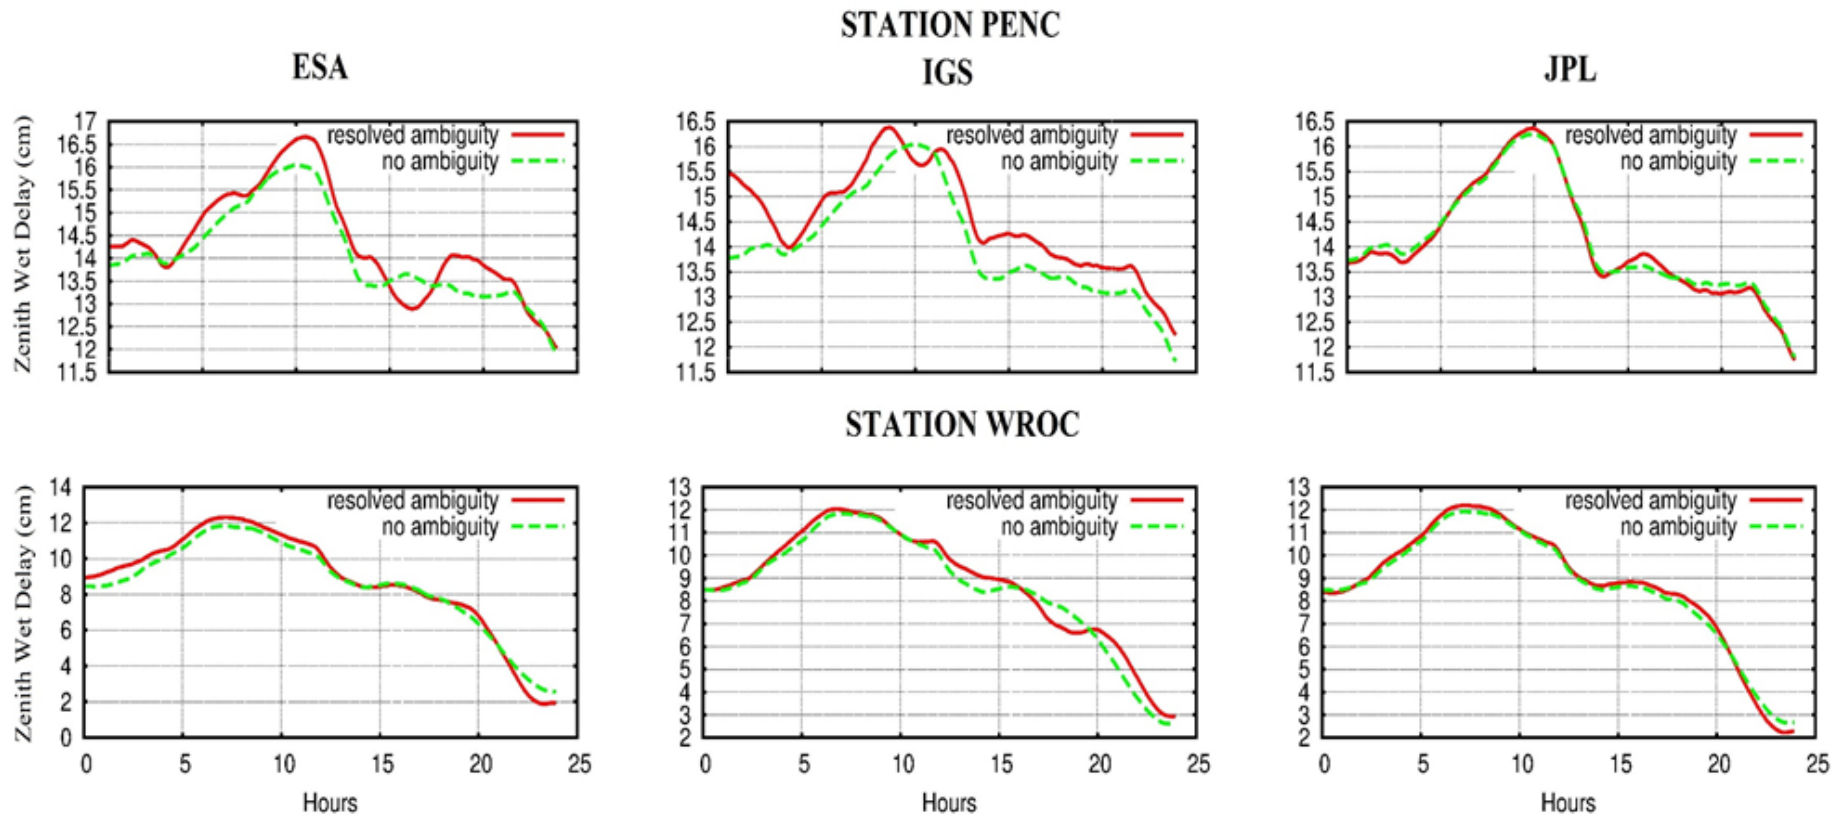 STATION PENC
ESA
IGS
JPL
Zenith Wet Delay (cm)
17
16.5
16
15.5
15
14.5
14
13.5
13
12.5
12
11.5
resolved ambiguity
no ambiguity
16.5
16
15.5
15
14.5
14
13.5
13
12.5
12
11.5
resolved ambiguity
no ambiguity
16.5
16
15.5
15
14.5
14
13.5
13
12.5
12
11.5
resolved ambiguity
no ambiguity
STATION WROC
Zenith Wet Delay (cm)
14
12
10
8
6
4
2
0
resolved ambiguity
no ambiguity
0 5 10 15 20 25
Hours
13
12
11
10
9
8
7
6
5
4
3
2
resolved ambiguity
no ambiguity
0 5 10 15 20 25
Hours
13
12
11
10
9
8
7
6
5
4
3
2
resolved ambiguity
no ambiguity
0 5 10 15 20 25
Hours